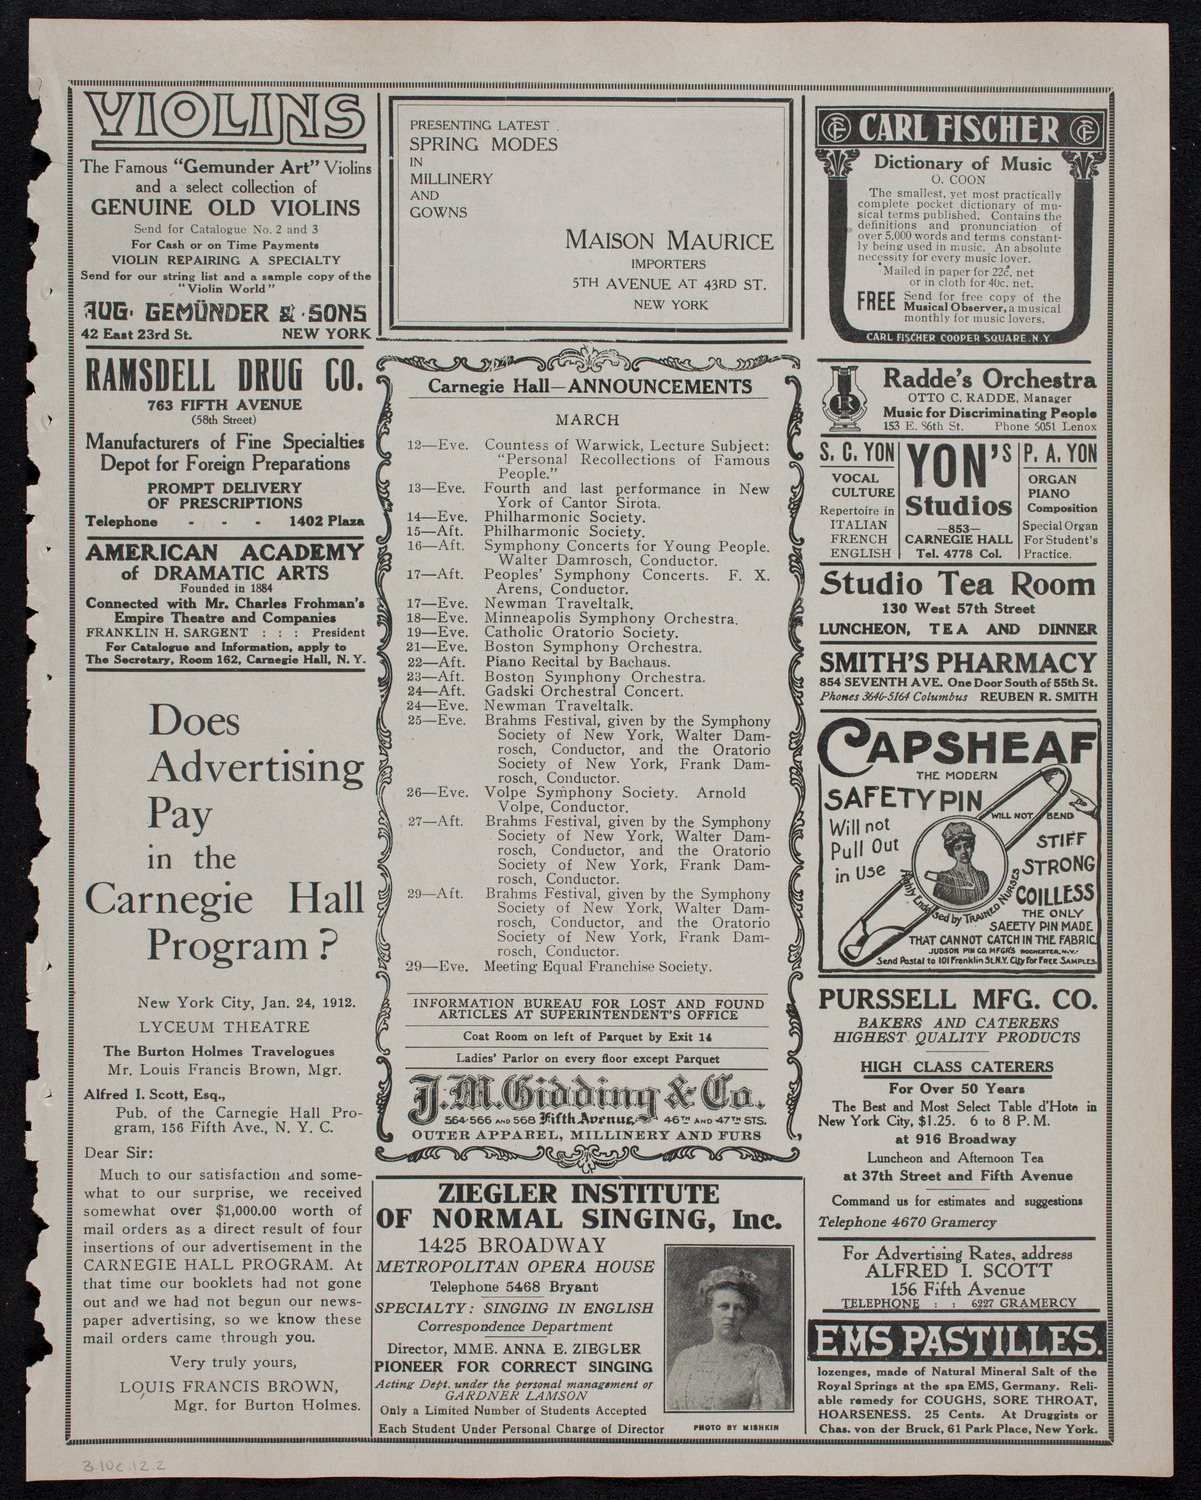 VIOLINS
The Famous "Gemunder Art" Violins
and a select collection of
GENUINE OLD VIOLINS
Send for Catalogue No. 2 and 3
For Cash or on Time Payments
VIOLIN REPAIRING A SPECIALTY
Send for our string list and a sample copy of the
"Violin World"
AUG. GEMÜNDER & SONS
42 East 23rd St. NEW YORK
RAMSDELL DRUG CO.
763 FIFTH AVENUE
(58th Street)
Manufacturers of Fine Specialties
Depot for Foreign Preparations
PROMPT DELIVERY
OF PRESCRIPTIONS
Telephone - - - 1402 Plaza
AMERICAN ACADEMY
of DRAMATIC ARTS
Founded in 1884
Connected with Mr. Charles Frohman's
Empire Theatre and Companies
FRANKLIN H. SARGENT : : : President
For Catalogue and Information, apply to
The Secretary, Room 162, Carnegie Hall, N. Y.
Does
Advertising
Pay
in the
Carnegie Hall
Program?
New York City, Jan. 24, 1912.
LYCEUM THEATRE
The Burton Holmes Travelogues
Mr. Louis Francis Brown, Mgr.
Alfred I. Scott, Esq.,
Pub. of the Carnegie Hall Pro-
gram, 156 Fifth Ave., N. Y. C.
Dear Sir:
Much to our satisfaction and some-
what to our surprise, we received
somewhat over $1,000.00 worth of
mail orders as a direct result of four
insertions of our advertisement in the
CARNEGIE HALL PROGRAM. At
that time our booklets had not gone
out and we had not begun our news-
paper advertising, so we know these
mail orders came through you.
Very truly yours,
LOUIS FRANCIS BROWN,
Mgr. for Burton Holmes.
PRESENTING LATEST
SPRING MODES
IN
MILLINERY
AND
GOWNS
MAISON MAURICE
IMPORTERS
5TH AVENUE AT 43RD ST.
NEW YORK
Carnegie Hall—ANNOUNCEMENTS
MARCH
12—Eve. Countess of Warwick, Lecture Subject:
"Personal Recollections of Famous
People."
13—Eve. Fourth and last performance in New
York of Cantor Sirota.
14—Eve. Philharmonic Society.
15—Aft. Philharmonic Society.
16—Aft. Symphony Concerts for Young People.
Walter Damrosch, Conductor.
17—Aft. Peoples' Symphony Concerts. F. X.
Arens, Conductor.
17—Eve. Newman Traveltalk.
18—Eve. Minneapolis Symphony Orchestra.
19—Eve. Catholic Oratorio Society.
21—Eve. Boston Symphony Orchestra.
22—Aft. Piano Recital by Bachaus.
23—Aft. Boston Symphony Orchestra.
24—Aft. Gadski Orchestral Concert.
24—Eve. Newman Traveltalk.
25—Eve. Brahms Festival, given by the Symphony
Society of New York, Walter Dam-
rosch, Conductor, and the Oratorio
Society of New York, Frank Dam-
rosch, Conductor.
26—Eve. Volpe Symphony Society. Arnold
Volpe, Conductor.
27—Aft. Brahms Festival, given by the Symphony
Society of New York, Walter Dam-
rosch, Conductor, and the Oratorio
Society of New York, Frank Dam-
rosch, Conductor.
29—Aft. Brahms Festival, given by the Symphony
Society of New York, Walter Dam-
rosch, Conductor, and the Oratorio
Society of New York, Frank Dam-
rosch, Conductor.
29—Eve. Meeting Equal Franchise Society.
INFORMATION BUREAU FOR LOST AND FOUND
ARTICLES AT SUPERINTENDENT'S OFFICE
Coat Room on left of Parquet by Exit 14
Ladies' Parlor on every floor except Parquet
J. M. Gidding & Co.
564-566 AND 568 Fifth Avenue 46TH AND 47TH STS.
OUTER APPAREL, MILLINERY AND FURS
ZIEGLER INSTITUTE
OF NORMAL SINGING, Inc.
1425 BROADWAY
METROPOLITAN OPERA HOUSE
Telephone 5468 Bryant
SPECIALTY: SINGING IN ENGLISH
Correspondence Department
Director, MME. ANNA E. ZIEGLER
PIONEER FOR CORRECT SINGING
Acting Dept. under the personal management of
GARDNER LAMSON
Only a Limited Number of Students Accepted
Each Student Under Personal Charge of Director
PHOTO BY MISHKIN
CF CARL FISCHER CF
Dictionary of Music
O. COON
The smallest, yet most practically
complete pocket dictionary of mu-
sical terms published. Contains the
definitions and pronunciation of
over 5,000 words and terms constant-
ly being used in music. An absolute
necessity for every music lover.
Mailed in paper for 22c. net
or in cloth for 40c. net.
FREE Send for free copy of the
Musical Observer, a musical
monthly for music lovers.
CARL FISCHER COOPER SQUARE. N.Y.
R
Radde's Orchestra
OTTO C. RADDE, Manager
Music for Discriminating People
153 E. 86th St. Phone 5051 Lenox
S. C. YON
VOCAL
CULTURE
Repertoire in
ITALIAN
FRENCH
ENGLISH
YON'S
Studios
—853—
CARNEGIE HALL
Tel. 4778 Col.
P. A. YON
ORGAN
PIANO
Composition
Special Organ
For Student's
Practice.
Studio Tea Room
130 West 57th Street
LUNCHEON, TEA AND DINNER
SMITH'S PHARMACY
854 SEVENTH AVE. One Door South of 55th St.
Phones 3646-5164 Columbus REUBEN R. SMITH
CAPSHEAF
THE MODERN
SAFETY PIN
WILL NOT BEND
Will not
Pull Out
in Use
STIFF
STRONG
COILLESS
Highly Endorsed by TRAINED NURSES
THE ONLY
SAFETY PIN MADE
THAT CANNOT CATCH IN THE FABRIC.
JUDSON PIN CO. MFGRS. ROCHESTER, N.Y.
Send Postal to 101 Franklin St. N.Y. City for FREE SAMPLES.
PURSSELL MFG. CO.
BAKERS AND CATERERS
HIGHEST QUALITY PRODUCTS
HIGH CLASS CATERERS
For Over 50 Years
The Best and Most Select Table d'Hote in
New York City, $1.25. 6 to 8 P.M.
at 916 Broadway
Luncheon and Afternoon Tea
at 37th Street and Fifth Avenue
Command us for estimates and suggestions
Telephone 4670 Gramercy
For Advertising Rates, address
ALFRED I. SCOTT
156 Fifth Avenue
TELEPHONE : : 6227 GRAMERCY
EMS PASTILLES.
lozenges, made of Natural Mineral Salt of the
Royal Springs at the spa EMS, Germany. Reli-
able remedy for COUGHS, SORE THROAT,
HOARSENESS. 25 Cents. At Druggists or
Chas. von der Bruck, 61 Park Place, New York.
3.10e.12.2